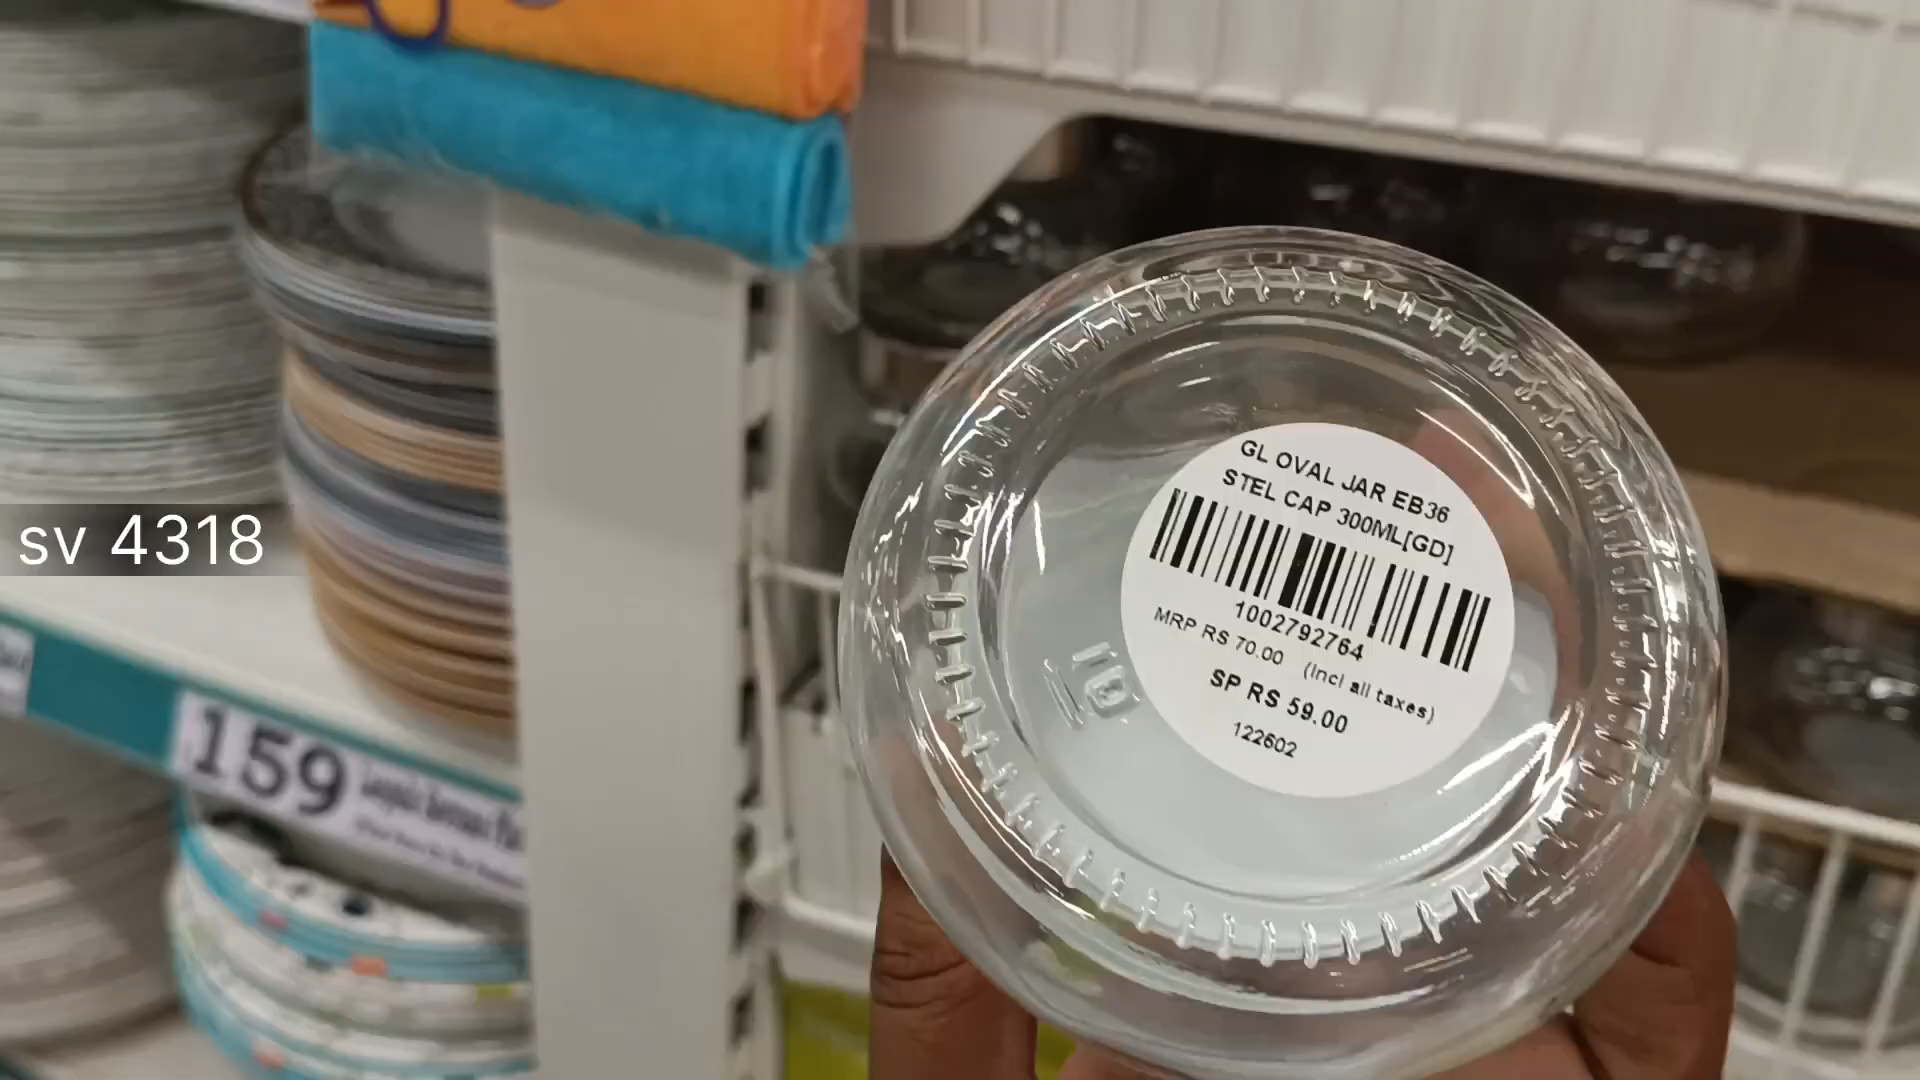 sv 4318
159
GL OVAL JAR EB36
STEL CAP 300ML[GD]
1002792764
MRP RS 70.00 (Incl all taxes)
SP RS 59.00
122602
10